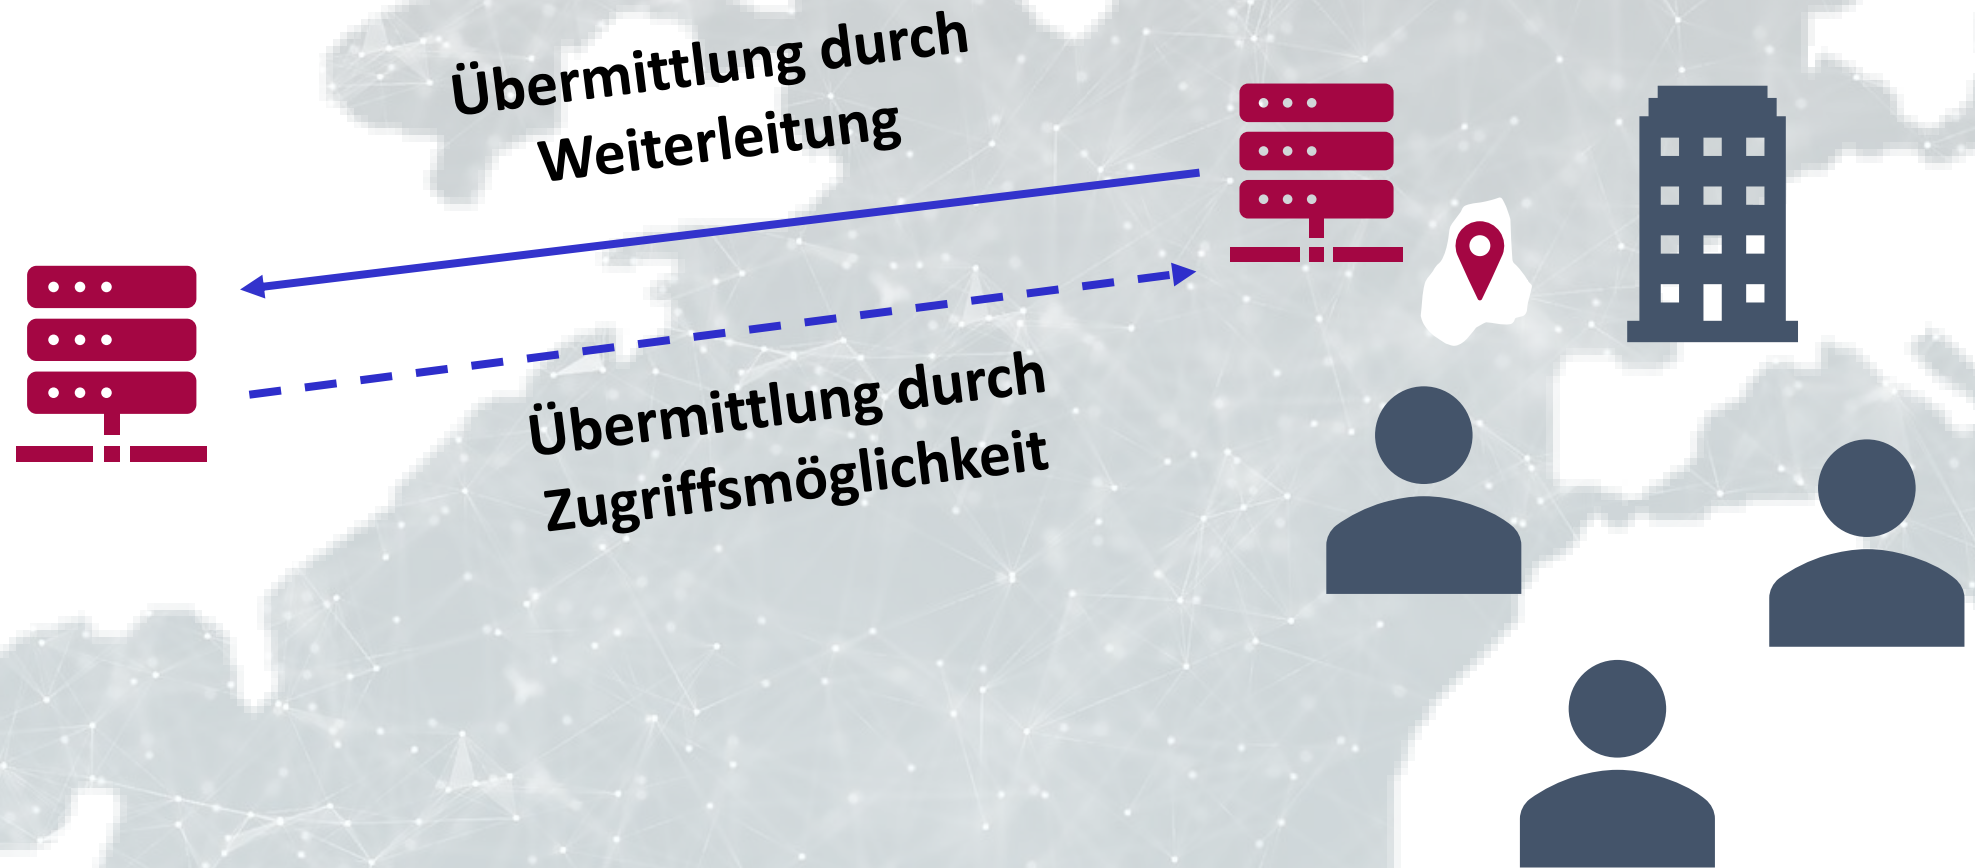 Übermittlung durch
Weiterleitung
Übermittlung durch
Zugriffsmöglichkeit